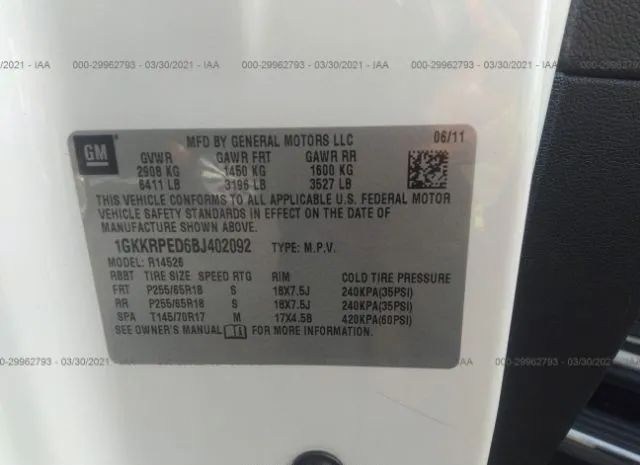 30/2021 - IAA 000-29962793 - 03/30/2021 - IAA 000-29962793 - 03/30/2021 - IAA 000-29962793
MFD BY GENERAL MOTORS LLC 06/11
GM
GVWR GAWR FRT GAWR RR
2908 KG 1450 KG 1600 KG
6411 LB 3196 LB 3527 LB
THIS VEHICLE CONFORMS TO ALL APPLICABLE U.S. FEDERAL MOTOR
VEHICLE SAFETY STANDARDS IN EFFECT ON THE DATE OF
MANUFACTURE SHOWN ABOVE.
1GKKRPED6BJ402092 TYPE: M.P.V.
MODEL: R14526
RBBT TIRE SIZE SPEED RTG RIM COLD TIRE PRESSURE
FRT P255/65R18 S 18X7.5J 240KPA(35PSI)
RR P255/65R18 S 18X7.5J 240KPA(35PSI)
SPA T145/70R17 M 17X4.5B 420KPA(60PSI)
SEE OWNER'S MANUAL FOR MORE INFORMATION.
30/2021 - IAA 000-29962793 - 03/30/2021 - IAA 000-29962793 - 03/30/2021 - IAA 000-29962793